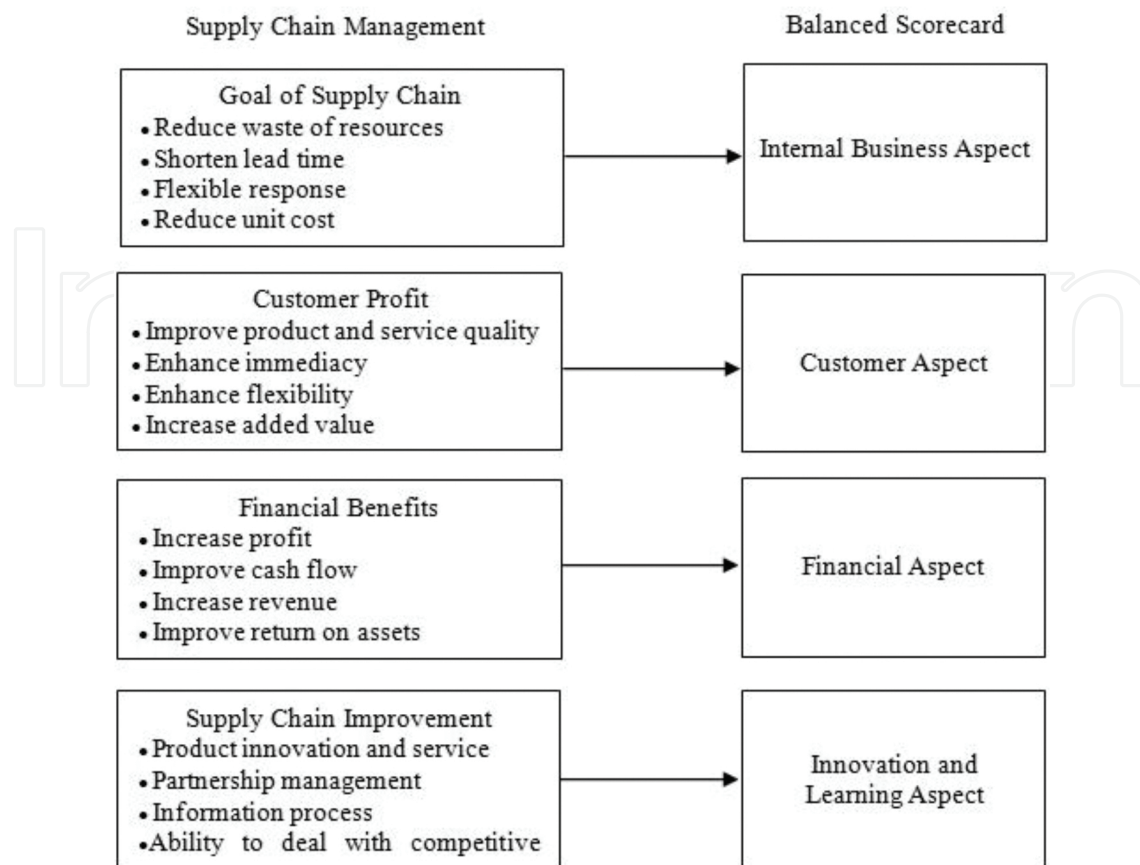 Supply Chain Management
Balanced Scorecard
Goal of Supply Chain
• Reduce waste of resources
• Shorten lead time
• Flexible response
• Reduce unit cost
Internal Business Aspect
Customer Profit
• Improve product and service quality
• Enhance immediacy
• Enhance flexibility
• Increase added value
Customer Aspect
Financial Benefits
• Increase profit
• Improve cash flow
• Increase revenue
• Improve return on assets
Financial Aspect
Supply Chain Improvement
• Product innovation and service
• Partnership management
• Information process
• Ability to deal with competitive
Innovation and
Learning Aspect